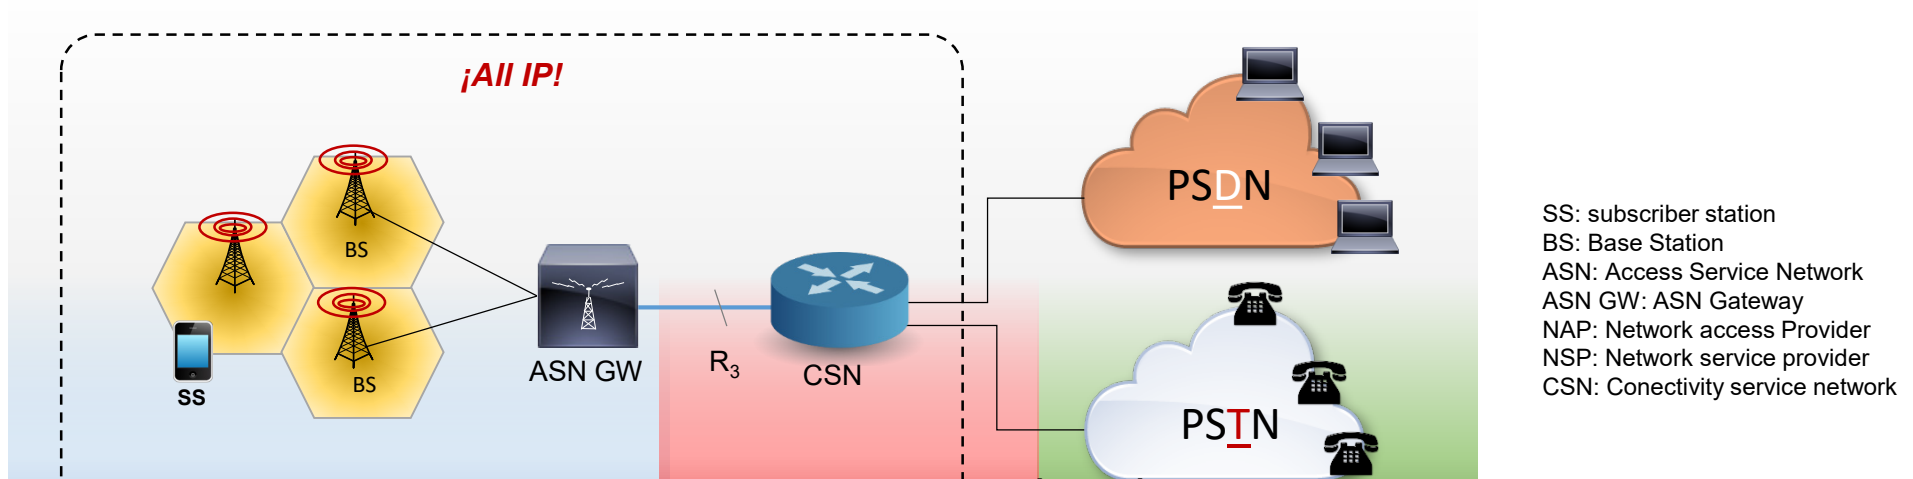 ¡All IP!
BS
BS
SS
ASN GW
R3
CSN
PSDN
PSTN
SS: subscriber station
BS: Base Station
ASN: Access Service Network
ASN GW: ASN Gateway
NAP: Network access Provider
NSP: Network service provider
CSN: Conectivity service network